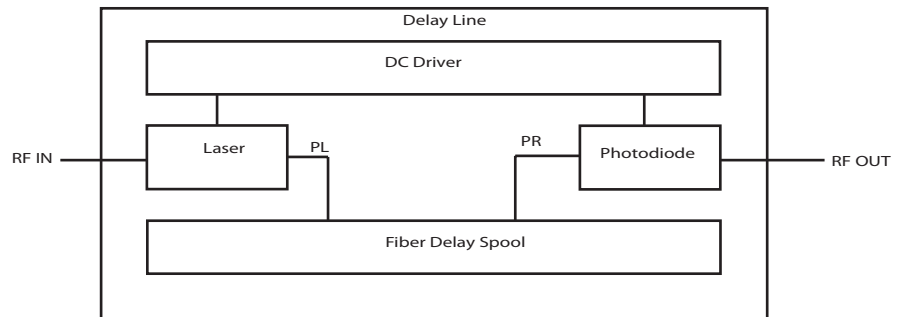 Delay Line
DC Driver
Laser
PL
PR
Photodiode
RF IN
RF OUT
Fiber Delay Spool